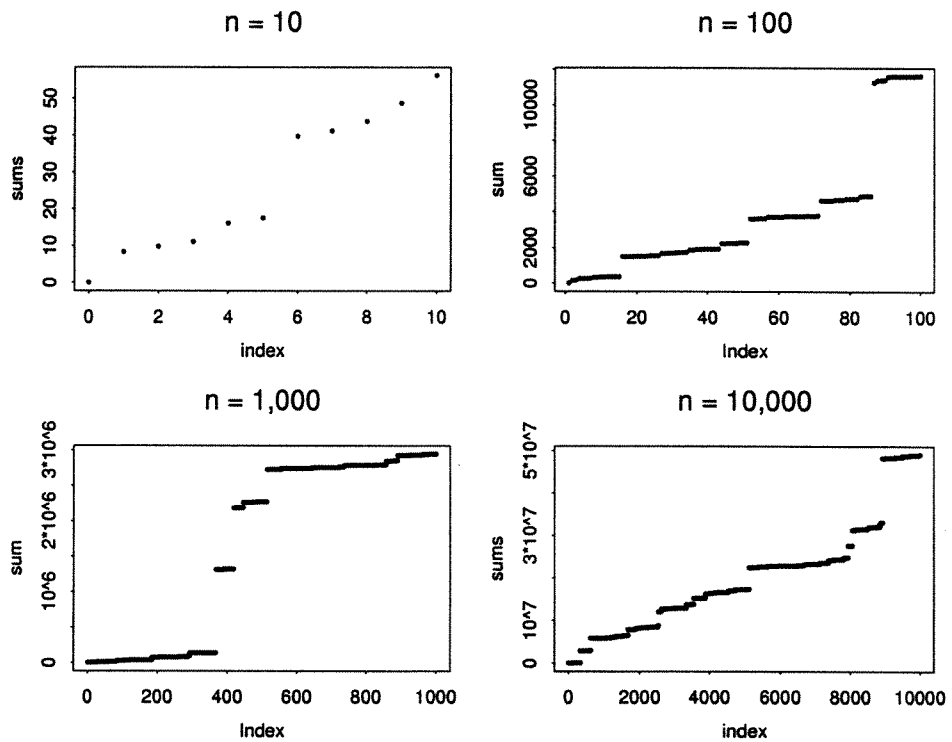 n = 10
sums
50
40
30
20
10
0
0 2 4 6 8 10
index
n = 100
sum
10000
6000
2000
0
0 20 40 60 80 100
Index
n = 1,000
sum
3*10^6
2*10^6
10^6
0
0 200 400 600 800 1000
Index
n = 10,000
sums
5*10^7
3*10^7
10^7
0
0 2000 4000 6000 8000 10000
index